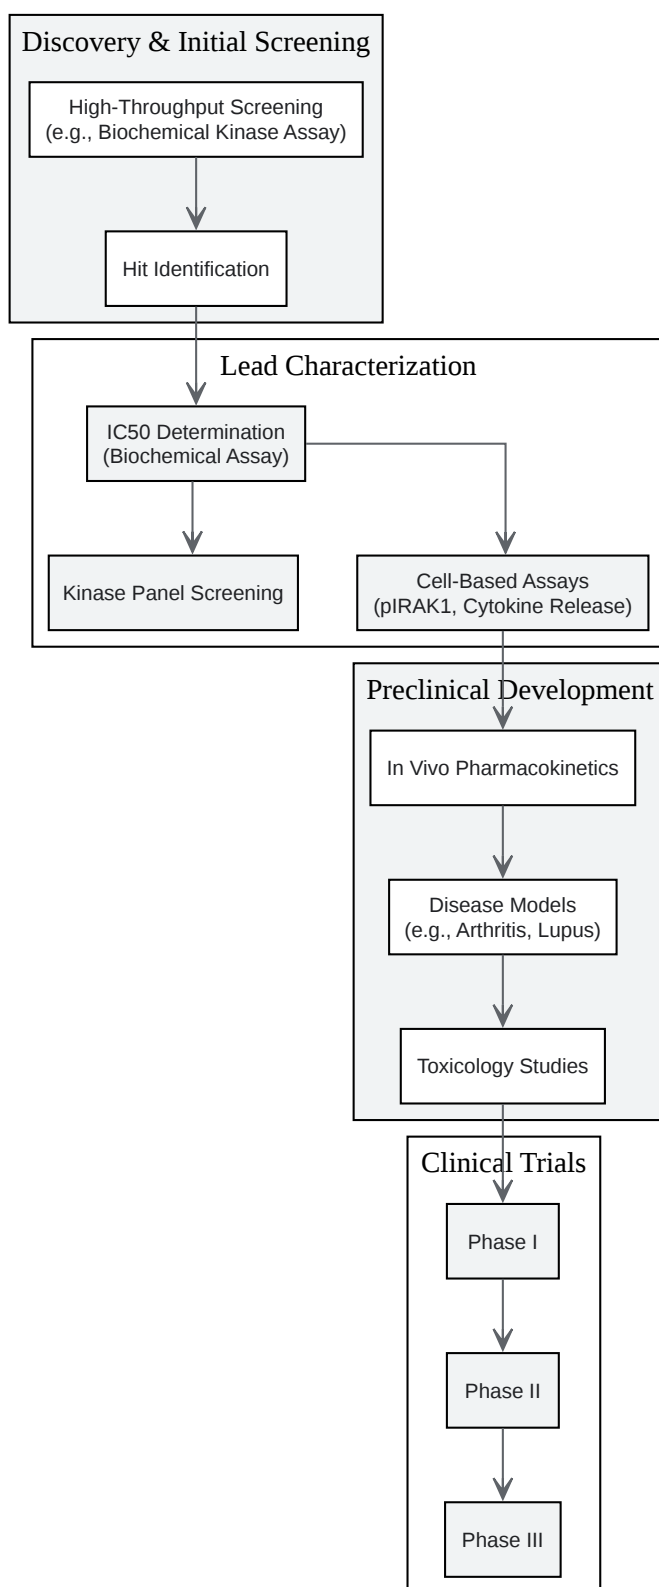 Discovery & Initial Screening
High-Throughput Screening
(e.g., Biochemical Kinase Assay)
Hit Identification
Lead Characterization
IC50 Determination
(Biochemical Assay)
Kinase Panel Screening
Cell-Based Assays
(pIRAK1, Cytokine Release)
Preclinical Development
In Vivo Pharmacokinetics
Disease Models
(e.g., Arthritis, Lupus)
Toxicology Studies
Clinical Trials
Phase I
Phase II
Phase III